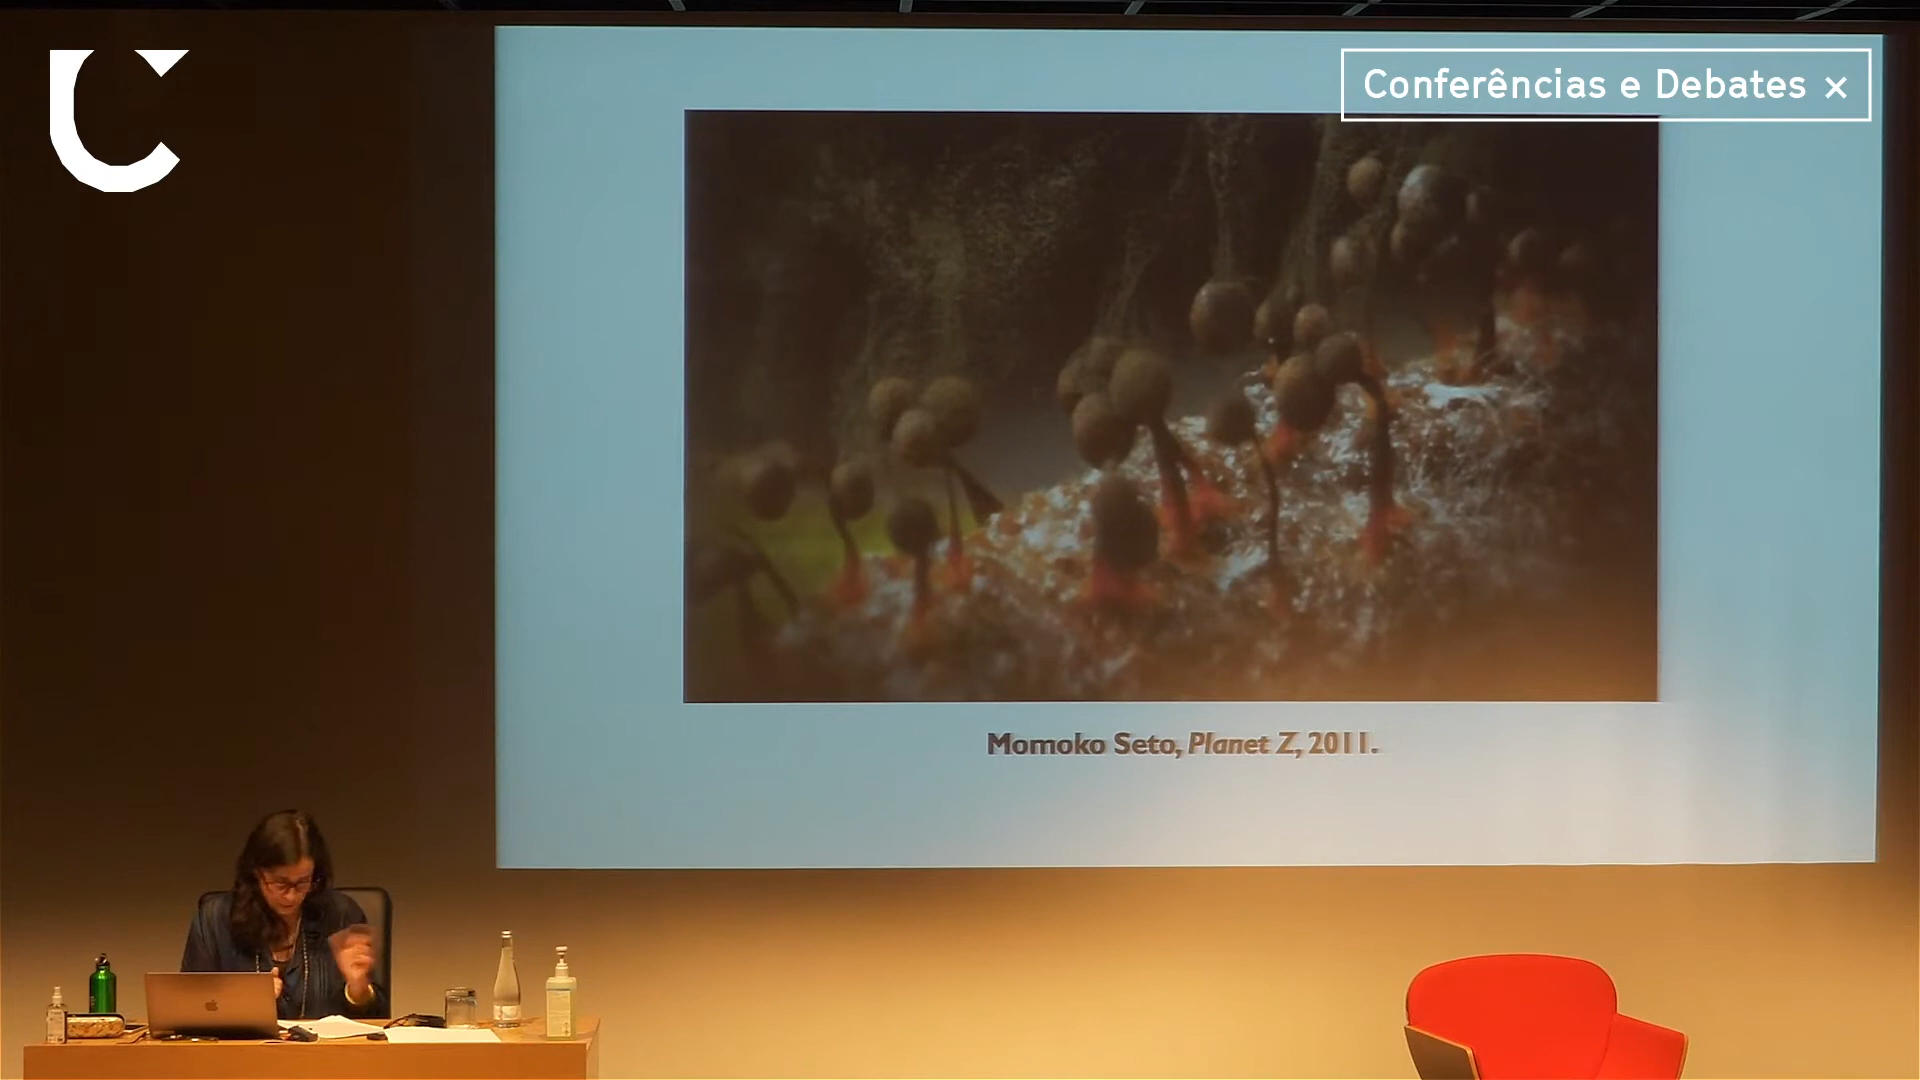 Conferências e Debates ×
Momoko Seto, Planet Z, 2011.